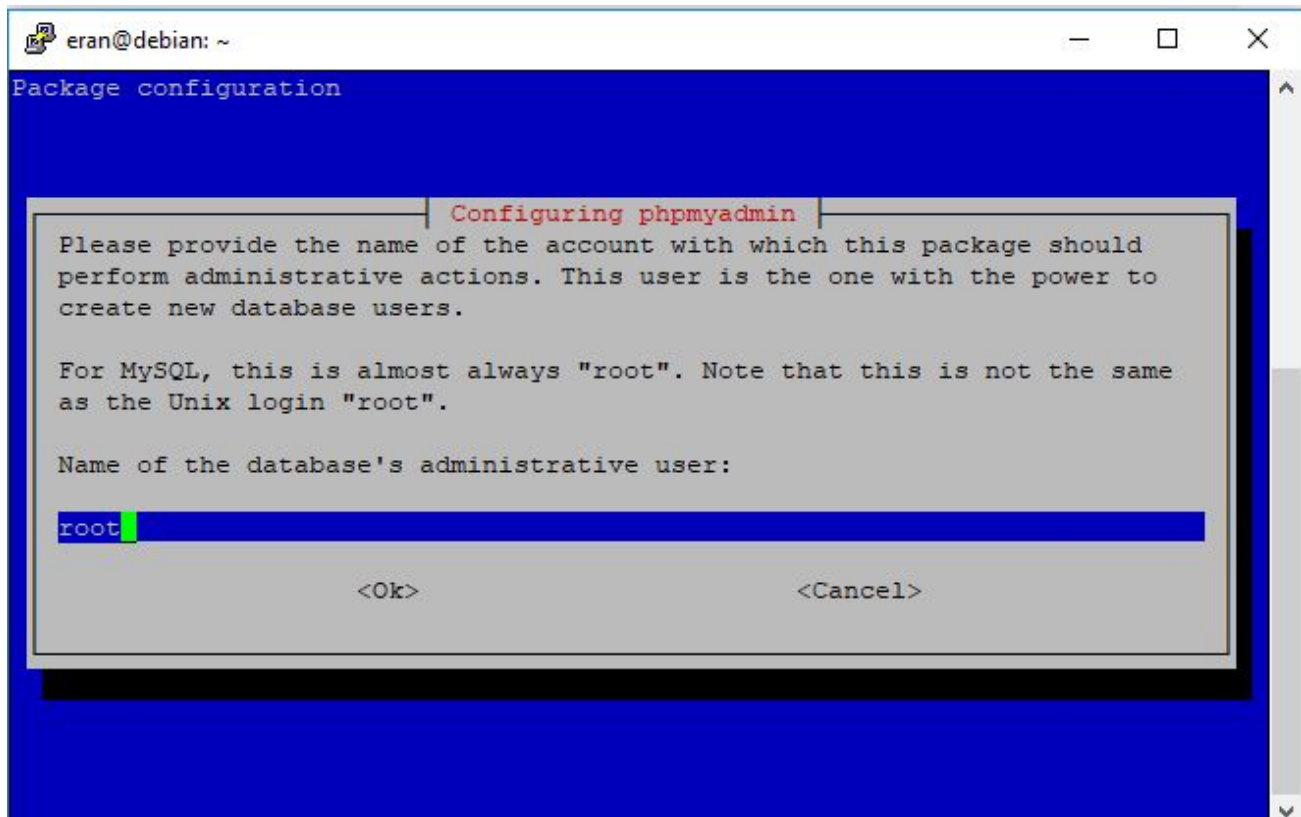 eran@debian: ~
Package configuration
Configuring phpmyadmin
Please provide the name of the account with which this package should
perform administrative actions. This user is the one with the power to
create new database users.
For MySQL, this is almost always "root". Note that this is not the same
as the Unix login "root".
Name of the database's administrative user:
root
<Ok> <Cancel>